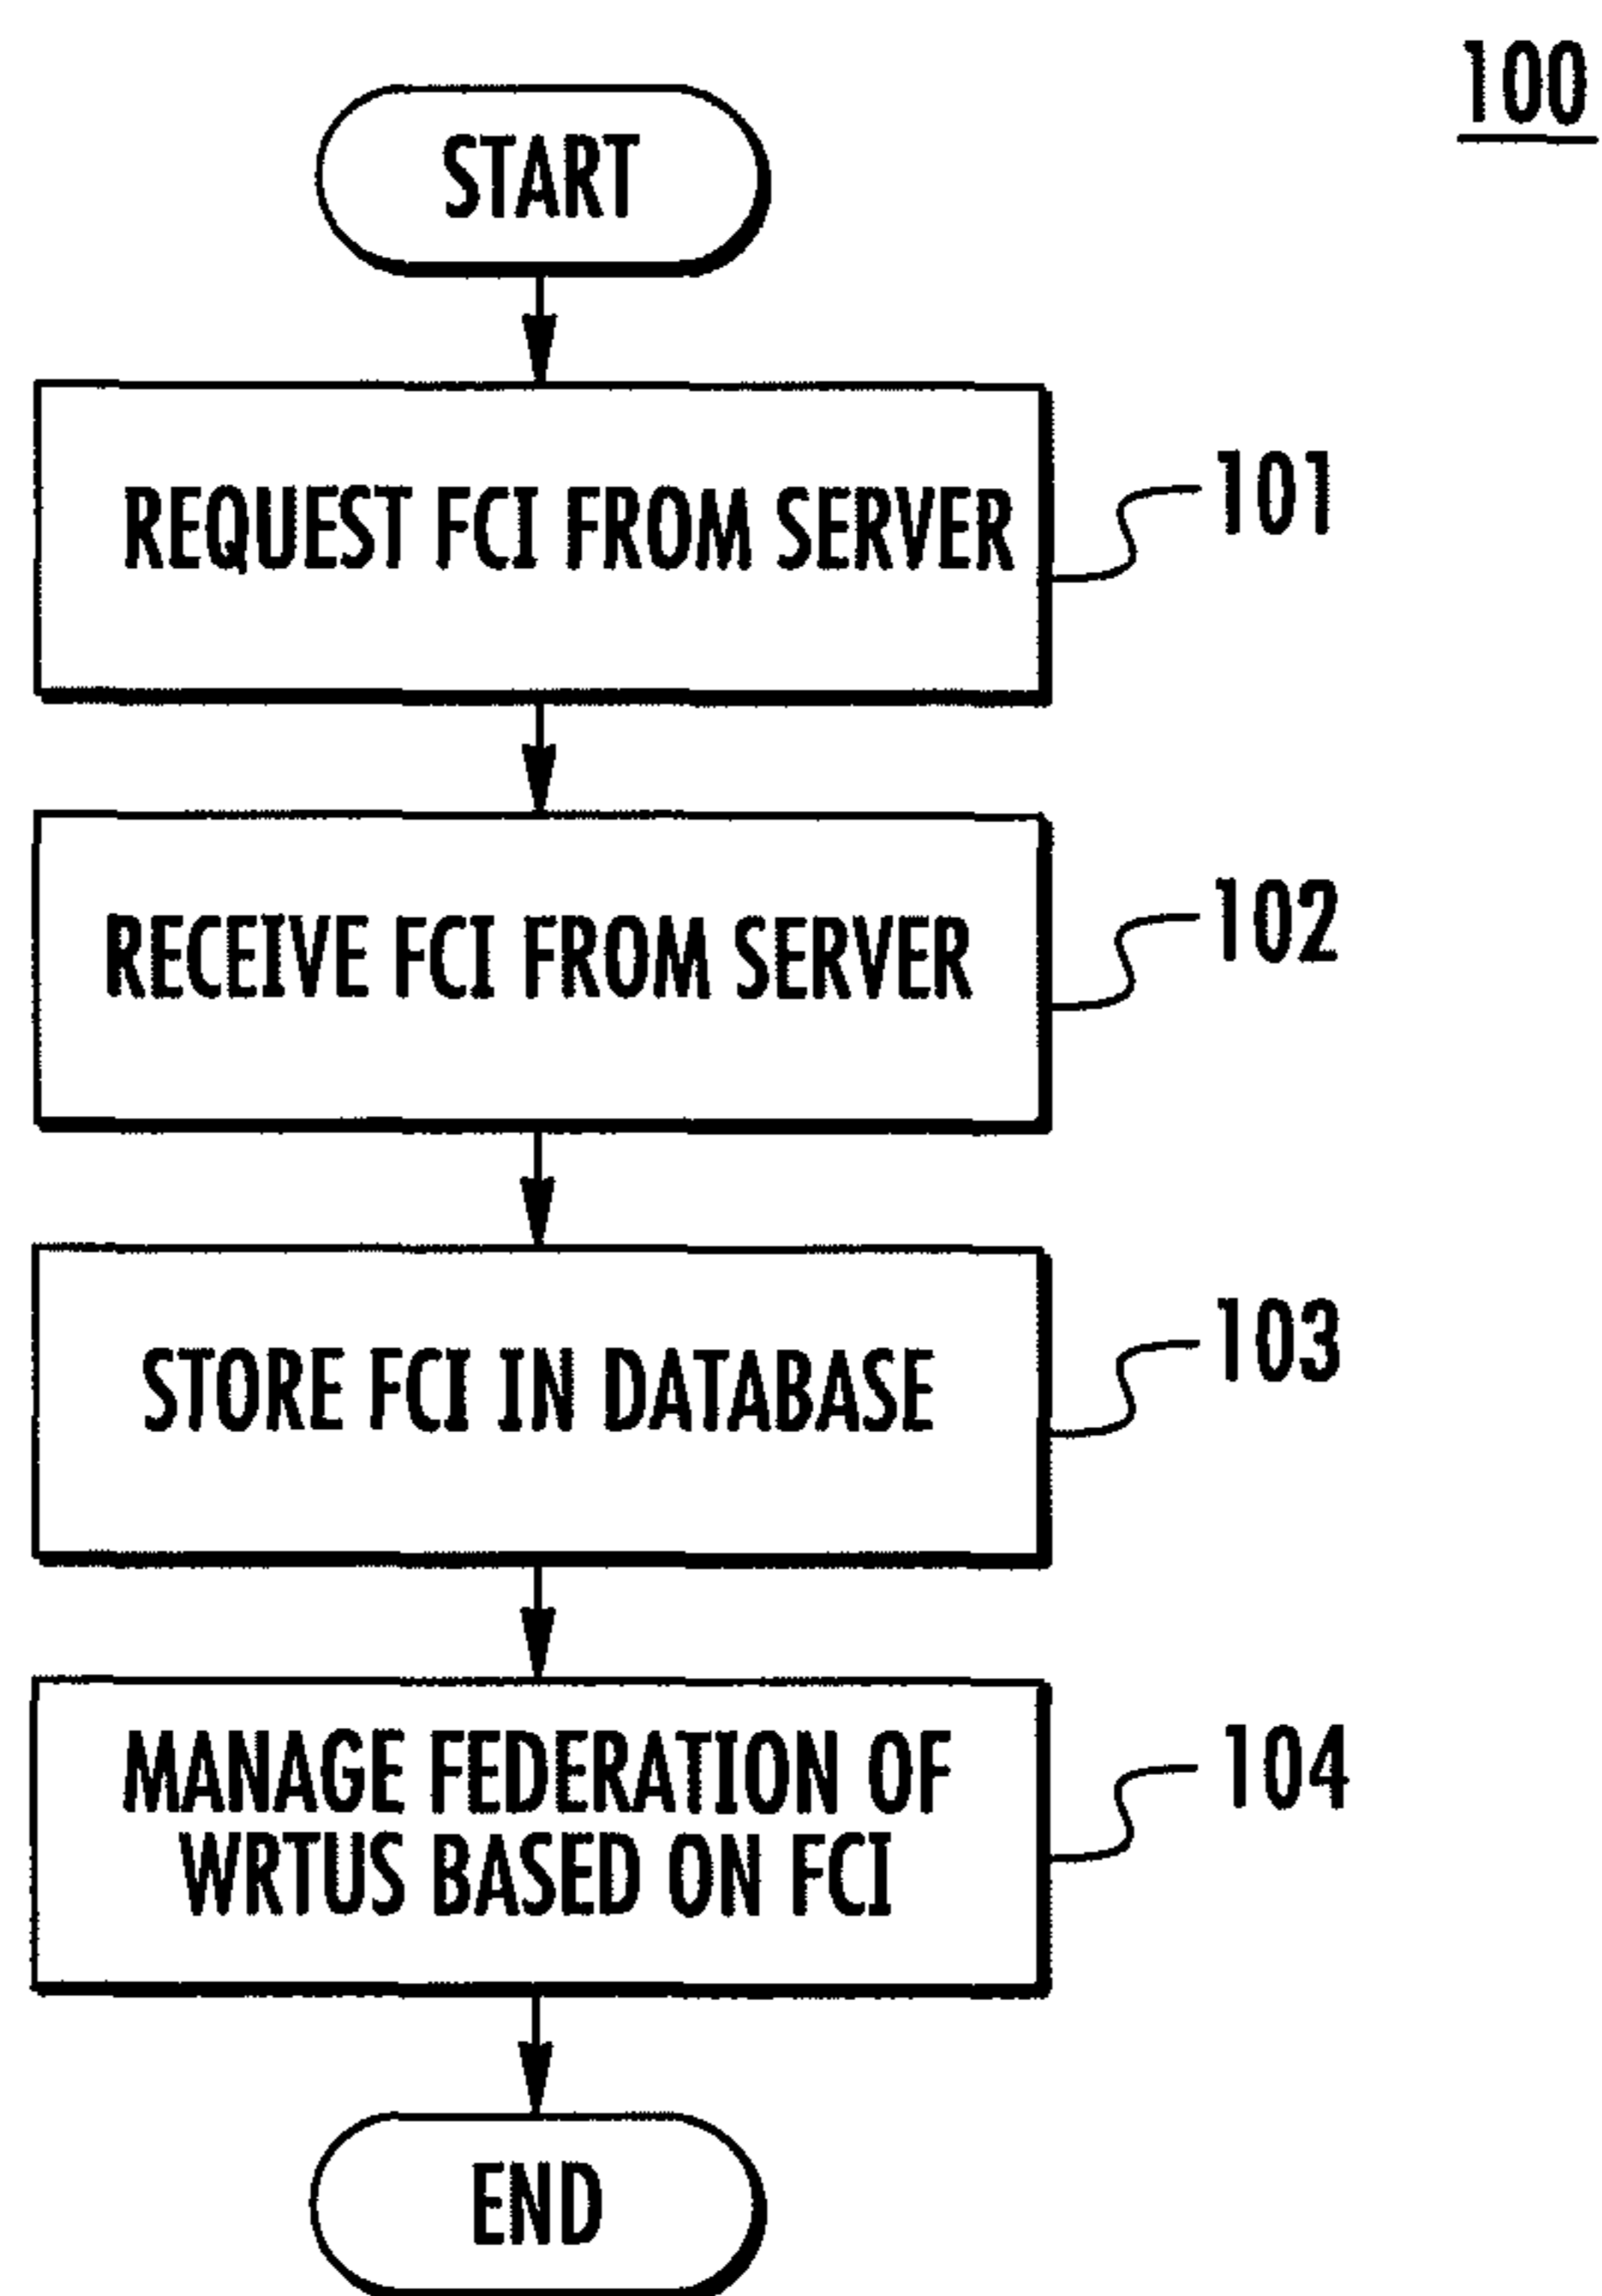 100
START
REQUEST FCI FROM SERVER
101
RECEIVE FCI FROM SERVER
102
STORE FCI IN DATABASE
103
MANAGE FEDERATION OF
WRTUS BASED ON FCI
104
END